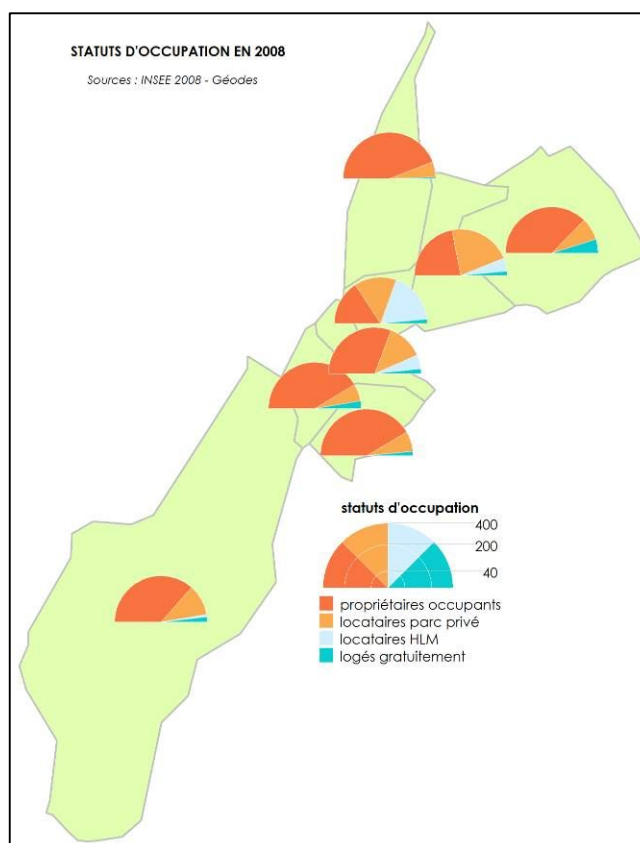 STATUTS D'OCCUPATION EN 2008
Sources : INSEE 2008 - Géodes
statuts d'occupation
400
200
40
propriétaires occupants
locataires parc privé
locataires HLM
logés gratuitement